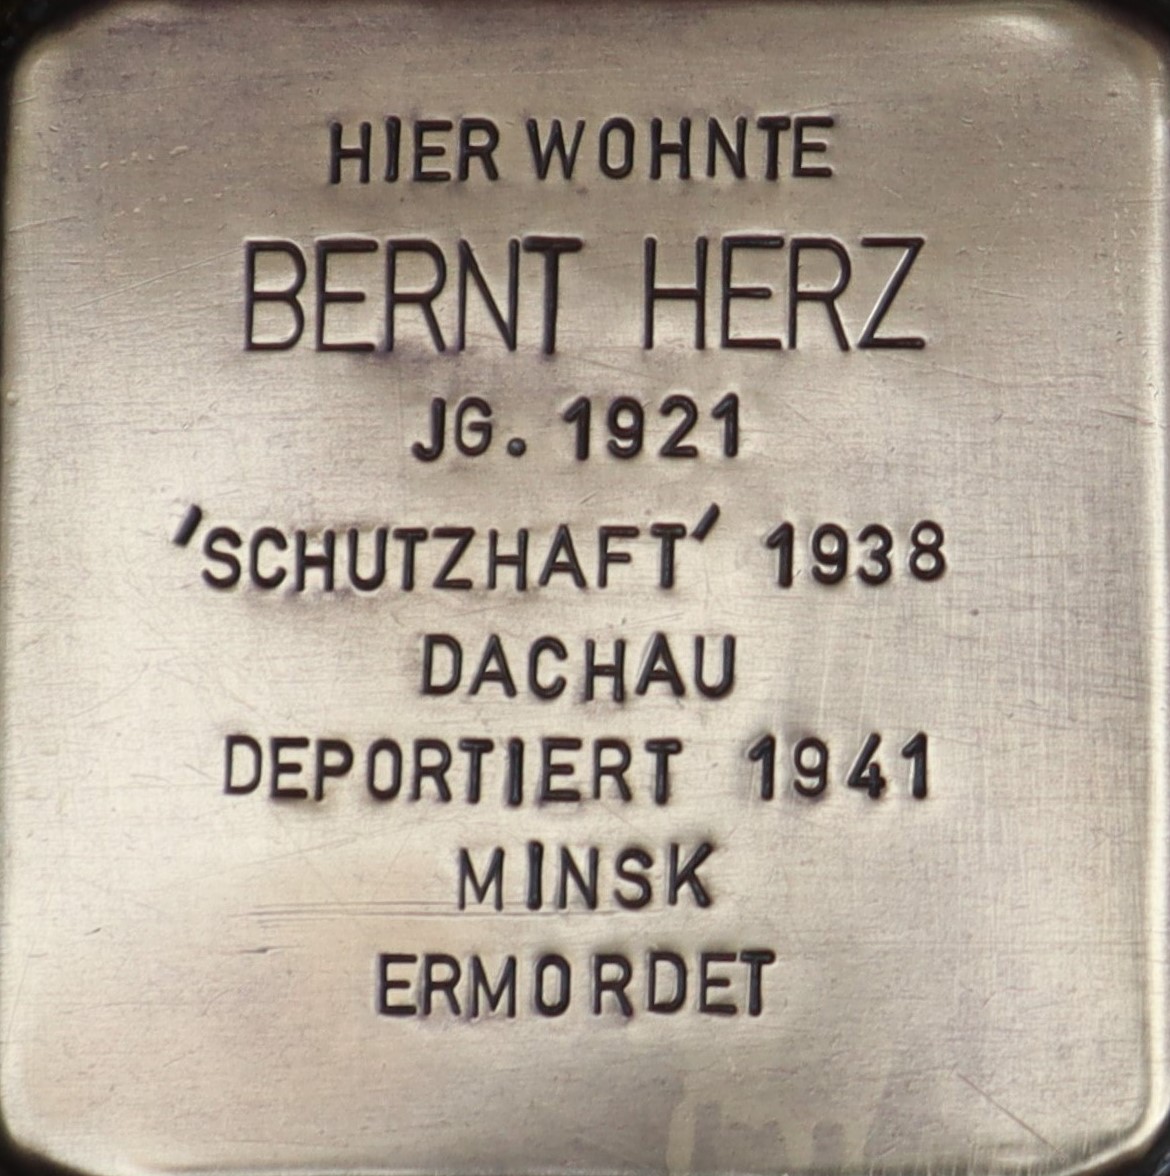 HIER WOHNTE
BERNT HERZ
JG. 1921
'SCHUTZHAFT' 1938
DACHAU
DEPORTIERT 1941
MINSK
ERMORDET